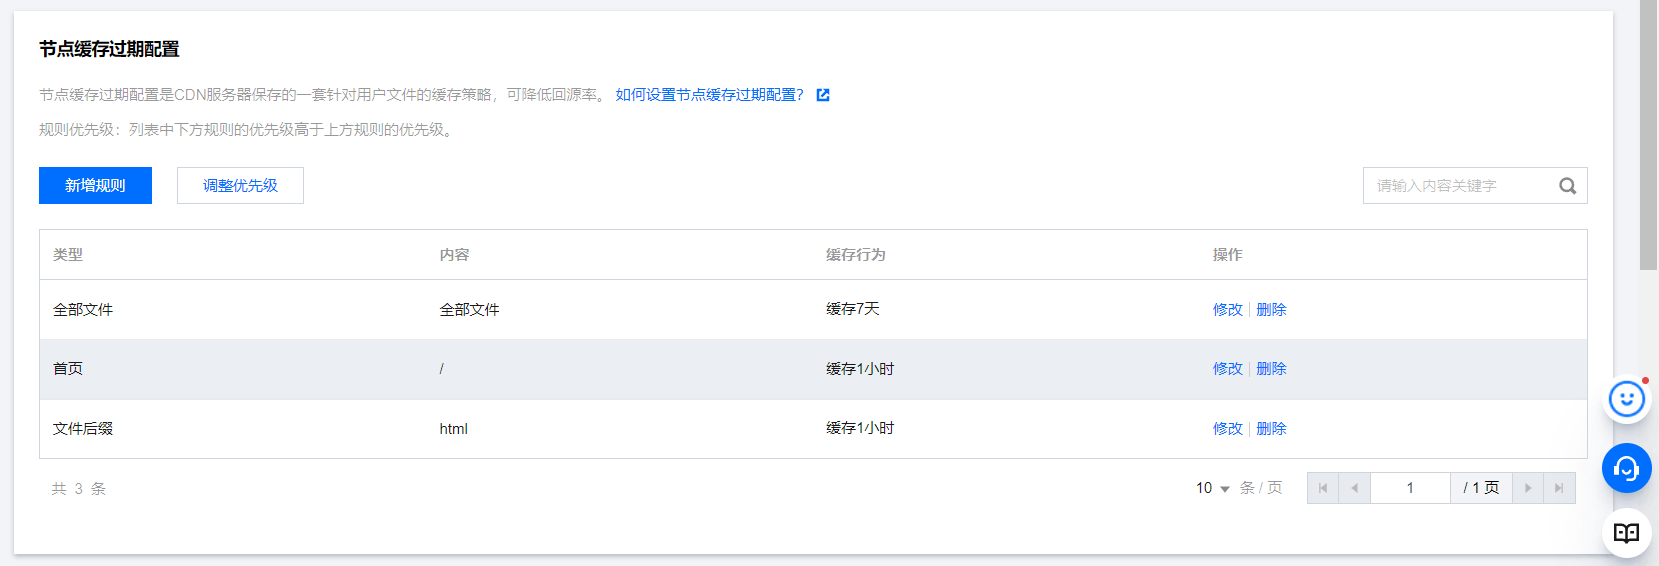 节点缓存过期配置
节点缓存过期配置是CDN服务器保存的一套针对用户文件的缓存策略，可降低回源率。 如何设置节点缓存过期配置？
规则优先级：列表中下方规则的优先级高于上方规则的优先级。
新增规则 调整优先级 请输入内容关键字
类型 内容 缓存行为 操作
全部文件 全部文件 缓存7天 修改 | 删除
首页 / 缓存1小时 修改 | 删除
文件后缀 html 缓存1小时 修改 | 删除
共 3 条 10 条 / 页 1 / 1 页